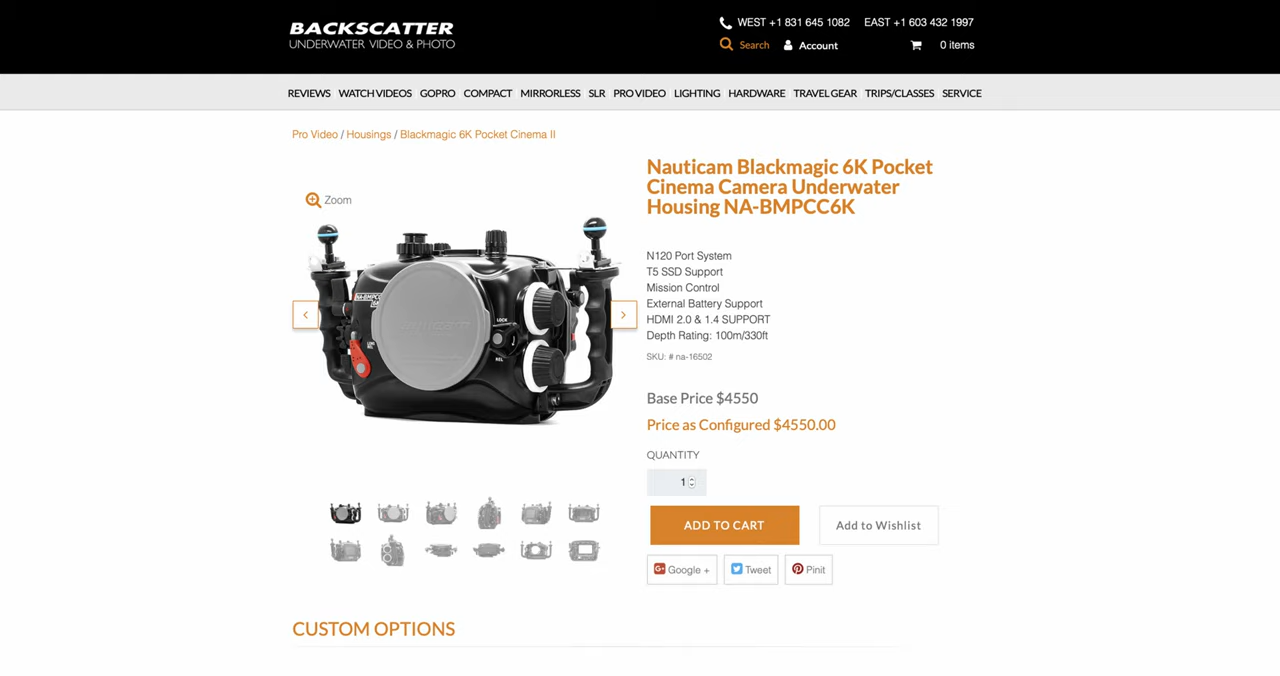 BACKSCATTER
UNDERWATER VIDEO & PHOTO
WEST +1 831 645 1082 EAST +1 603 432 1997
Search Account 0 items
REVIEWS WATCH VIDEOS GOPRO COMPACT MIRRORLESS SLR PRO VIDEO LIGHTING HARDWARE TRAVEL GEAR TRIPS/CLASSES SERVICE
Pro Video / Housings / Blackmagic 6K Pocket Cinema II
Zoom
LOCK
REL
Nauticam Blackmagic 6K Pocket
Cinema Camera Underwater
Housing NA-BMPCC6K
N120 Port System
T5 SSD Support
Mission Control
External Battery Support
HDMI 2.0 & 1.4 SUPPORT
Depth Rating: 100m/330ft
SKU: # na-16502
Base Price $4550
Price as Configured $4550.00
QUANTITY
1
ADD TO CART Add to Wishlist
Google + Tweet Pinit
CUSTOM OPTIONS